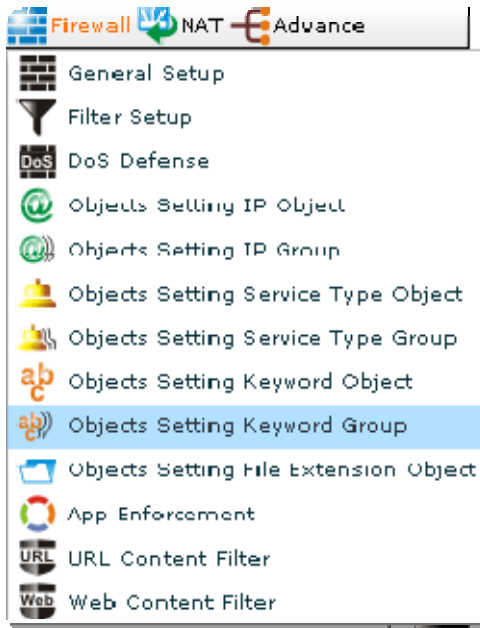 Firewall NAT Advance
General Setup
Filter Setup
DoS DoS Defense
Objects Setting IP Object
Objects Setting IP Group
Objects Setting Service Type Object
Objects Setting Service Type Group
abc Objects Setting Keyword Object
abc Objects Setting Keyword Group
Objects Setting File Extension Object
App Enforcement
URL URL Content Filter
Web Web Content Filter